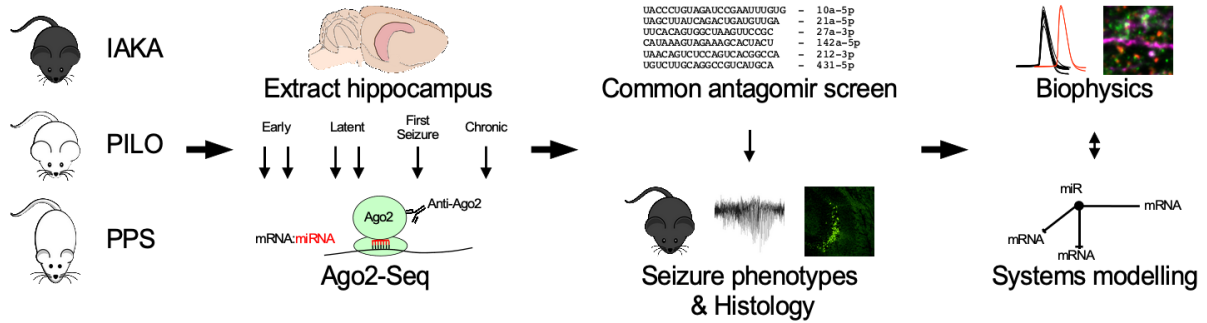 IAKA
PILO
PPS
Extract hippocampus
Early
Latent
First
Seizure
Chronic
Ago2
Anti-Ago2
mRNA:miRNA
Ago2-Seq
UACCCUGUAGAUCCGAAUUUGUG - 10a-5p
UAGCUUAUCAGACUGAUGUUGA - 21a-5p
UUCACAGUGGCUAAGUUCCGC - 27a-3p
CAUAAAGUAGAAAGCACUACU - 142a-5p
UAACAGUCUCCAGUCACGGCCA - 212-3p
UGUCUUGCAGGCCGUCAUGCA - 431-5p
Common antagomir screen
Seizure phenotypes
& Histology
Biophysics
miR
mRNA
mRNA
mRNA
Systems modelling